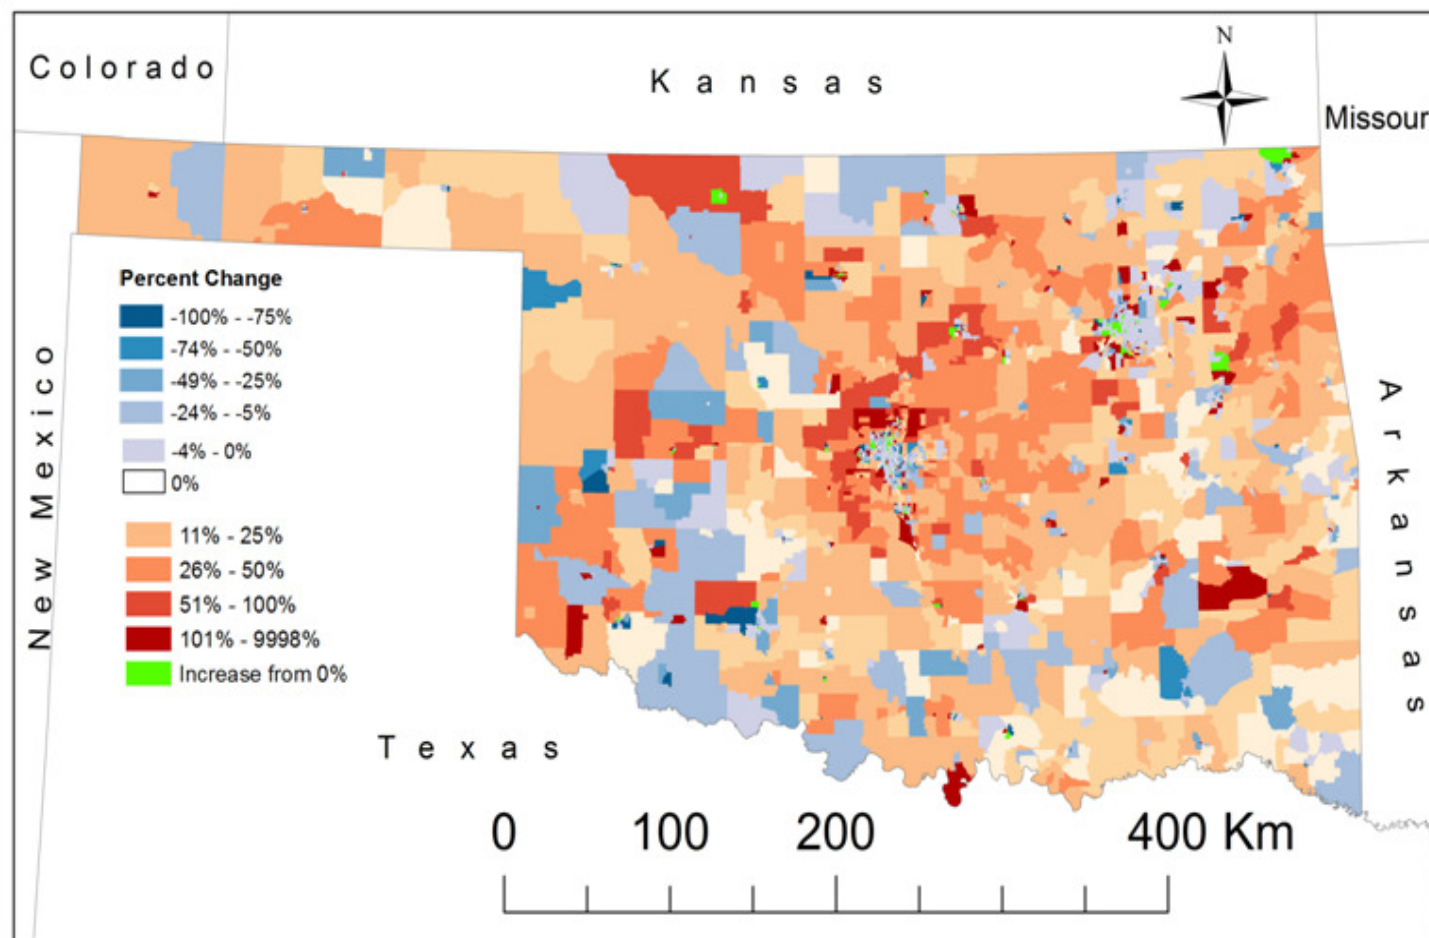 N
Colorado
Kansas
Missour
Percent Change
-100% - -75%
-74% - -50%
-49% - -25%
-24% - -5%
-4% - 0%
0%
11% - 25%
26% - 50%
51% - 100%
101% - 9998%
Increase from 0%
New Mexico
Arkansas
Texas
0 100 200 400 Km